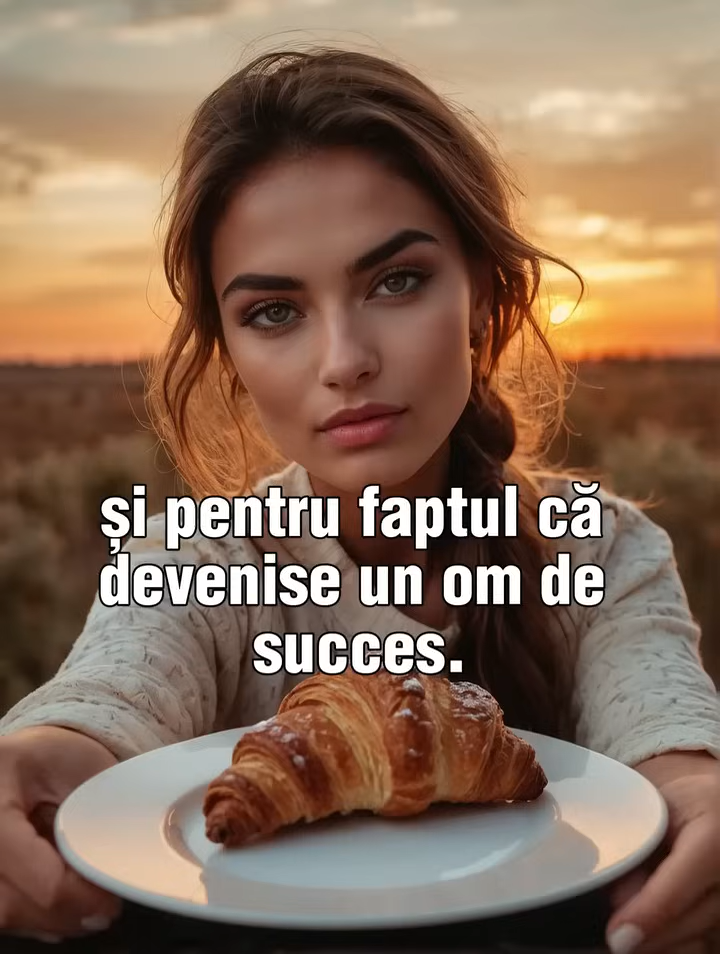 și pentru faptul că
devenise un om de
succes.